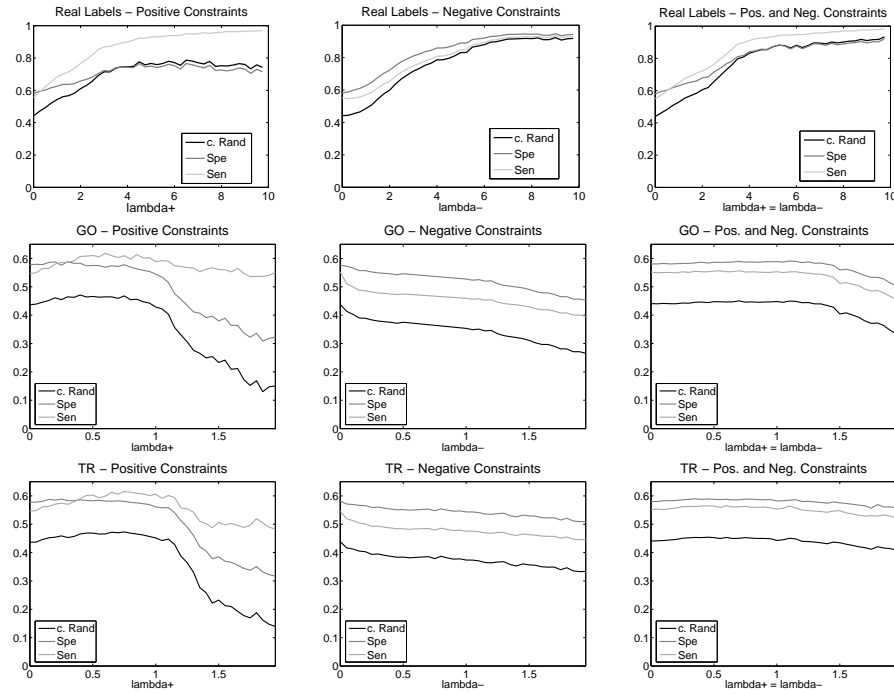 Real Labels − Positive Constraints
1
0.8
0.6
0.4
0.2
0
0 2 4 6 8 10
lambda+
c. Rand
Spe
Sen
Real Labels − Negative Constraints
1
0.8
0.6
0.4
0.2
0
0 2 4 6 8 10
lambda−
c. Rand
Spe
Sen
Real Labels − Pos. and Neg. Constraints
1
0.8
0.6
0.4
0.2
0
0 2 4 6 8 10
lambda+ = lambda−
c. Rand
Spe
Sen
GO − Positive Constraints
0.6
0.5
0.4
0.3
0.2
0.1
0
0 0.5 1 1.5
lambda+
c. Rand
Spe
Sen
GO − Negative Constraints
0.6
0.5
0.4
0.3
0.2
0.1
0
0 0.5 1 1.5
lambda−
c. Rand
Spe
Sen
GO − Pos. and Neg. Constraints
0.6
0.5
0.4
0.3
0.2
0.1
0
0 0.5 1 1.5
lambda+ = lambda−
c. Rand
Spe
Sen
TR − Positive Constraints
0.6
0.5
0.4
0.3
0.2
0.1
0
0 0.5 1 1.5
lambda+
c. Rand
Spe
Sen
TR − Negative Constraints
0.6
0.5
0.4
0.3
0.2
0.1
0
0 0.5 1 1.5
lambda−
c. Rand
Spe
Sen
TR − Pos. and Neg. Constraints
0.6
0.5
0.4
0.3
0.2
0.1
0
0 0.5 1 1.5
lambda+ = lambda−
c. Rand
Spe
Sen